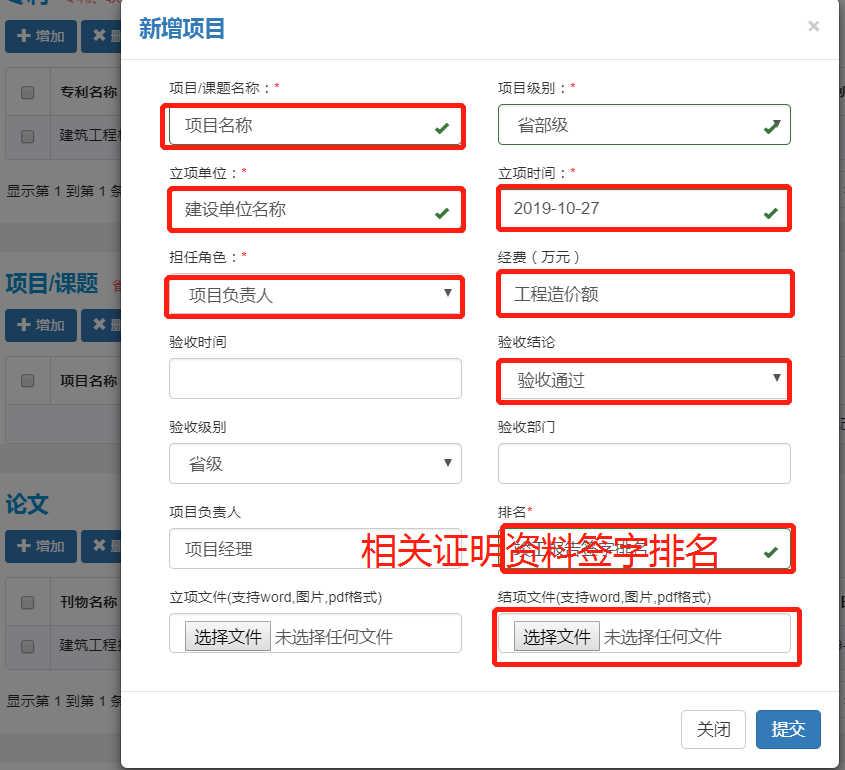 新增项目
×
项目/课题名称：*
项目级别：*
项目名称
省部级
立项单位：*
立项时间：*
建设单位名称
2019-10-27
担任角色：*
经费（万元）
项目负责人
工程造价额
验收时间
验收结论
验收通过
验收级别
验收部门
省级
项目负责人
排名*
项目经理
相关证明资料签字排名
立项文件(支持word,图片,pdf格式)
结项文件(支持word,图片,pdf格式)
选择文件 未选择任何文件
选择文件 未选择任何文件
关闭
提交
增加
专利名称
建筑工程
显示第 1 到第 1 条
项目/课题
增加
项目名称
论文
增加
刊物名称
建筑工程
显示第 1 到第 1 条